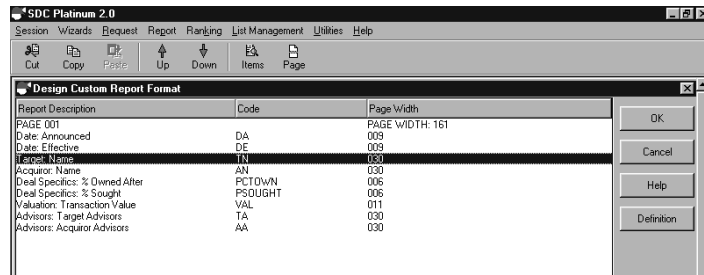 SDC Platinum 2.0
Session Wizards Request Report Ranking List Management Utilities Help
Cut Copy Paste Up Down Items Page
Design Custom Report Format
Report Description Code Page Width
PAGE 001 PAGE WIDTH: 161
Date: Announced DA 009
Date: Effective DE 009
Target: Name TN 030
Acquiror: Name AN 030
Deal Specifics: % Owned After PCTOWN 006
Deal Specifics: % Sought PSOUGHT 006
Valuation: Transaction Value VAL 011
Advisors: Target Advisors TA 030
Advisors: Acquiror Advisors AA 030
OK
Cancel
Help
Definition